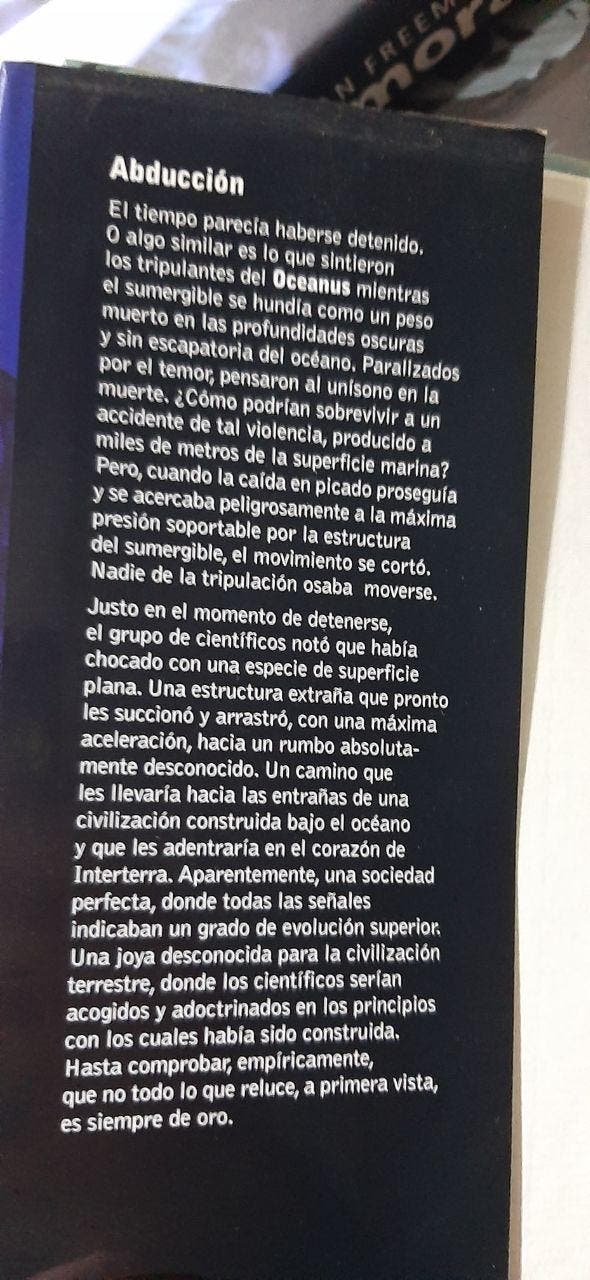 N FREEM
mor
Abducción
El tiempo parecía haberse detenido.
O algo similar es lo que sintieron
los tripulantes del Oceanus mientras
el sumergible se hundía como un peso
muerto en las profundidades oscuras
y sin escapatoria del océano. Paralizados
por el temor, pensaron al unísono en la
muerte. ¿Cómo podrían sobrevivir a un
accidente de tal violencia, producido a
miles de metros de la superficie marina?
Pero, cuando la caída en picado proseguía
y se acercaba peligrosamente a la máxima
presión soportable por la estructura
del sumergible, el movimiento se cortó.
Nadie de la tripulación osaba moverse.
Justo en el momento de detenerse,
el grupo de científicos notó que había
chocado con una especie de superficie
plana. Una estructura extraña que pronto
les succionó y arrastró, con una máxima
aceleración, hacia un rumbo absoluta-
mente desconocido. Un camino que
les llevaría hacia las entrañas de una
civilización construida bajo el océano
y que les adentraría en el corazón de
Interterra. Aparentemente, una sociedad
perfecta, donde todas las señales
indicaban un grado de evolución superior.
Una joya desconocida para la civilización
terrestre, donde los científicos serían
acogidos y adoctrinados en los principios
con los cuales había sido construida.
Hasta comprobar, empíricamente,
que no todo lo que reluce, a primera vista,
es siempre de oro.